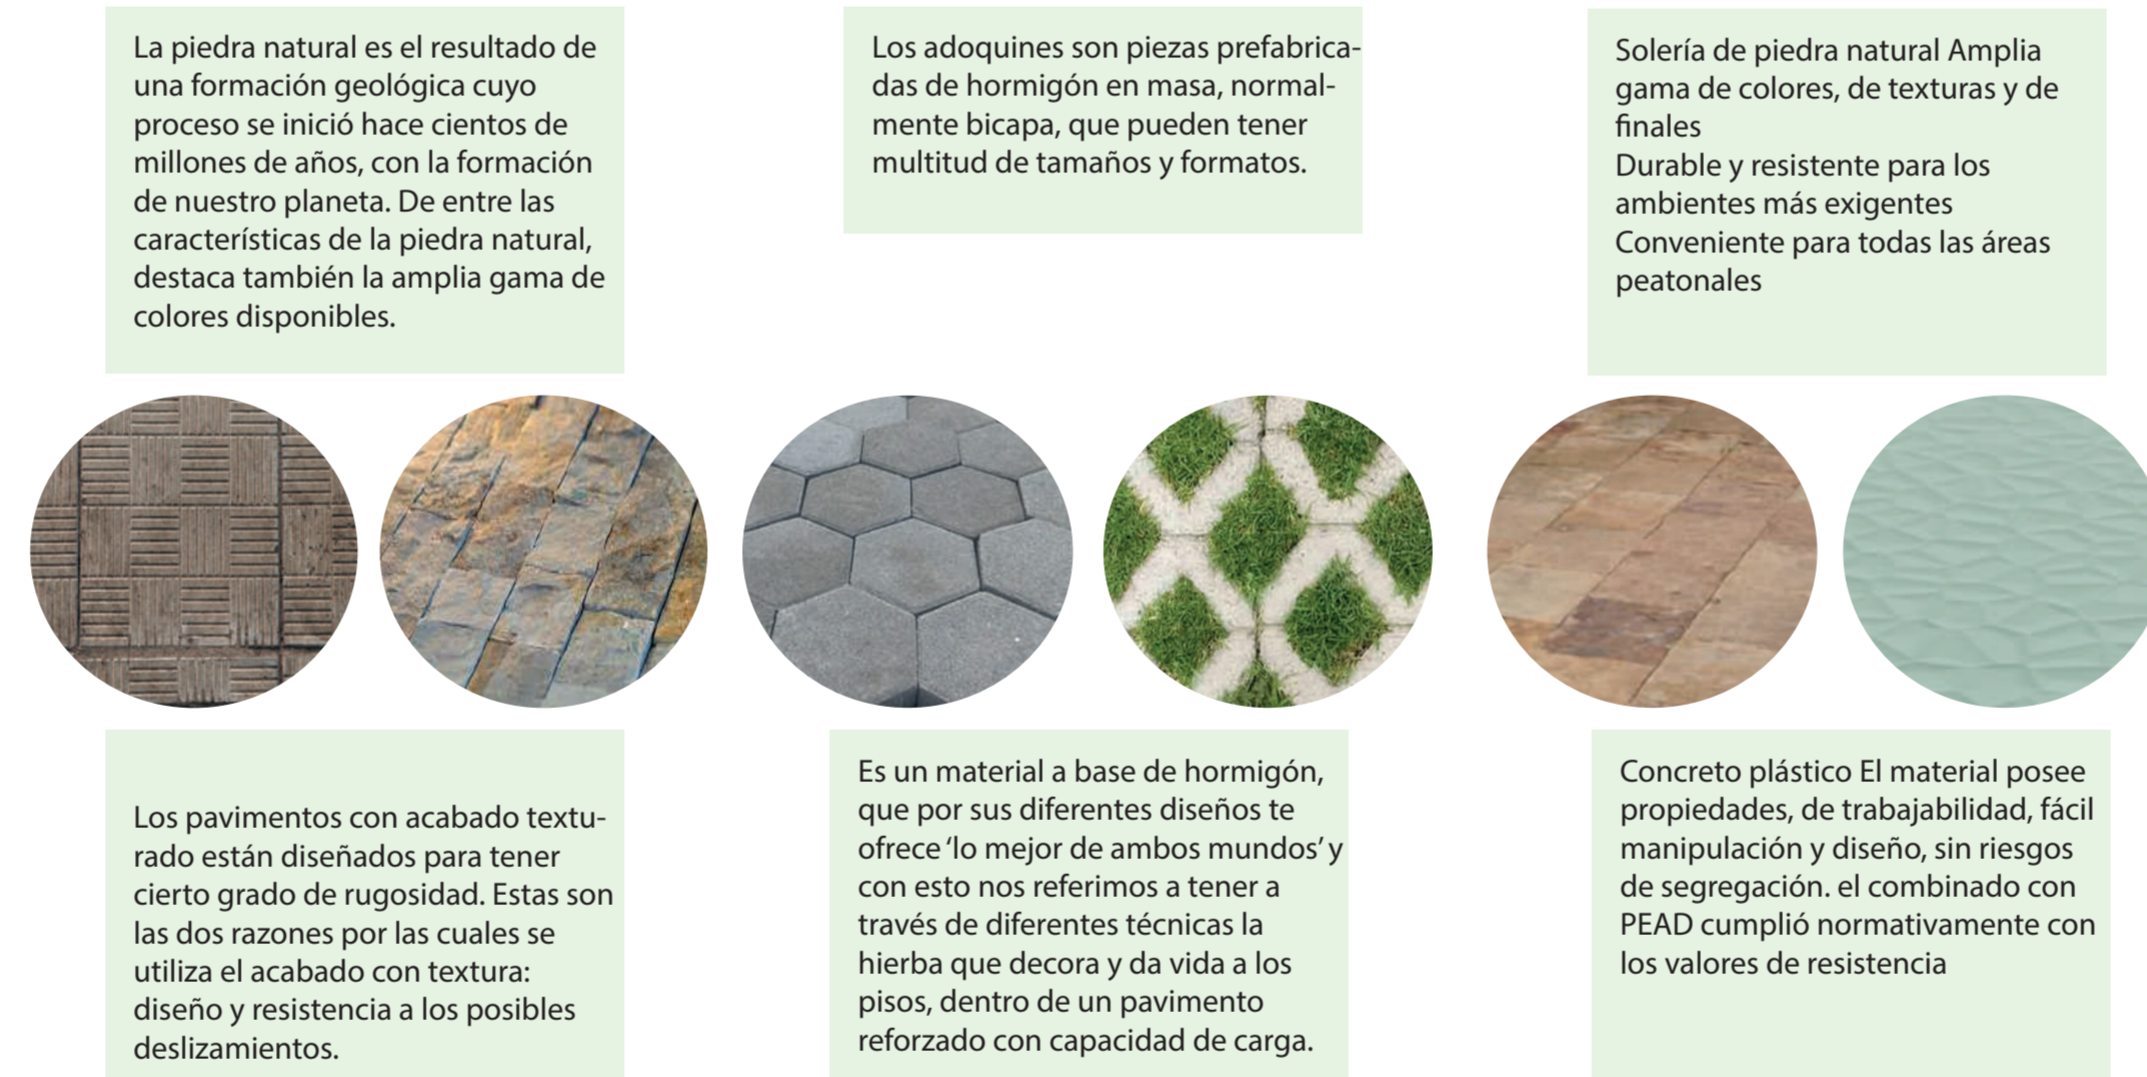 La piedra natural es el resultado de
una formación geológica cuyo
proceso se inició hace cientos de
millones de años, con la formación
de nuestro planeta. De entre las
características de la piedra natural,
destaca también la amplia gama de
colores disponibles.
Los adoquines son piezas prefabrica-
das de hormigón en masa, normal-
mente bicapa, que pueden tener
multitud de tamaños y formatos.
Solería de piedra natural Amplia
gama de colores, de texturas y de
finales
Durable y resistente para los
ambientes más exigentes
Conveniente para todas las áreas
peatonales
Los pavimentos con acabado textu-
rado están diseñados para tener
cierto grado de rugosidad. Estas son
las dos razones por las cuales se
utiliza el acabado con textura:
diseño y resistencia a los posibles
deslizamientos.
Es un material a base de hormigón,
que por sus diferentes diseños te
ofrece ‘lo mejor de ambos mundos’ y
con esto nos referimos a tener a
través de diferentes técnicas la
hierba que decora y da vida a los
pisos, dentro de un pavimento
reforzado con capacidad de carga.
Concreto plástico El material posee
propiedades, de trabajabilidad, fácil
manipulación y diseño, sin riesgos
de segregación. el combinado con
PEAD cumplió normativamente con
los valores de resistencia